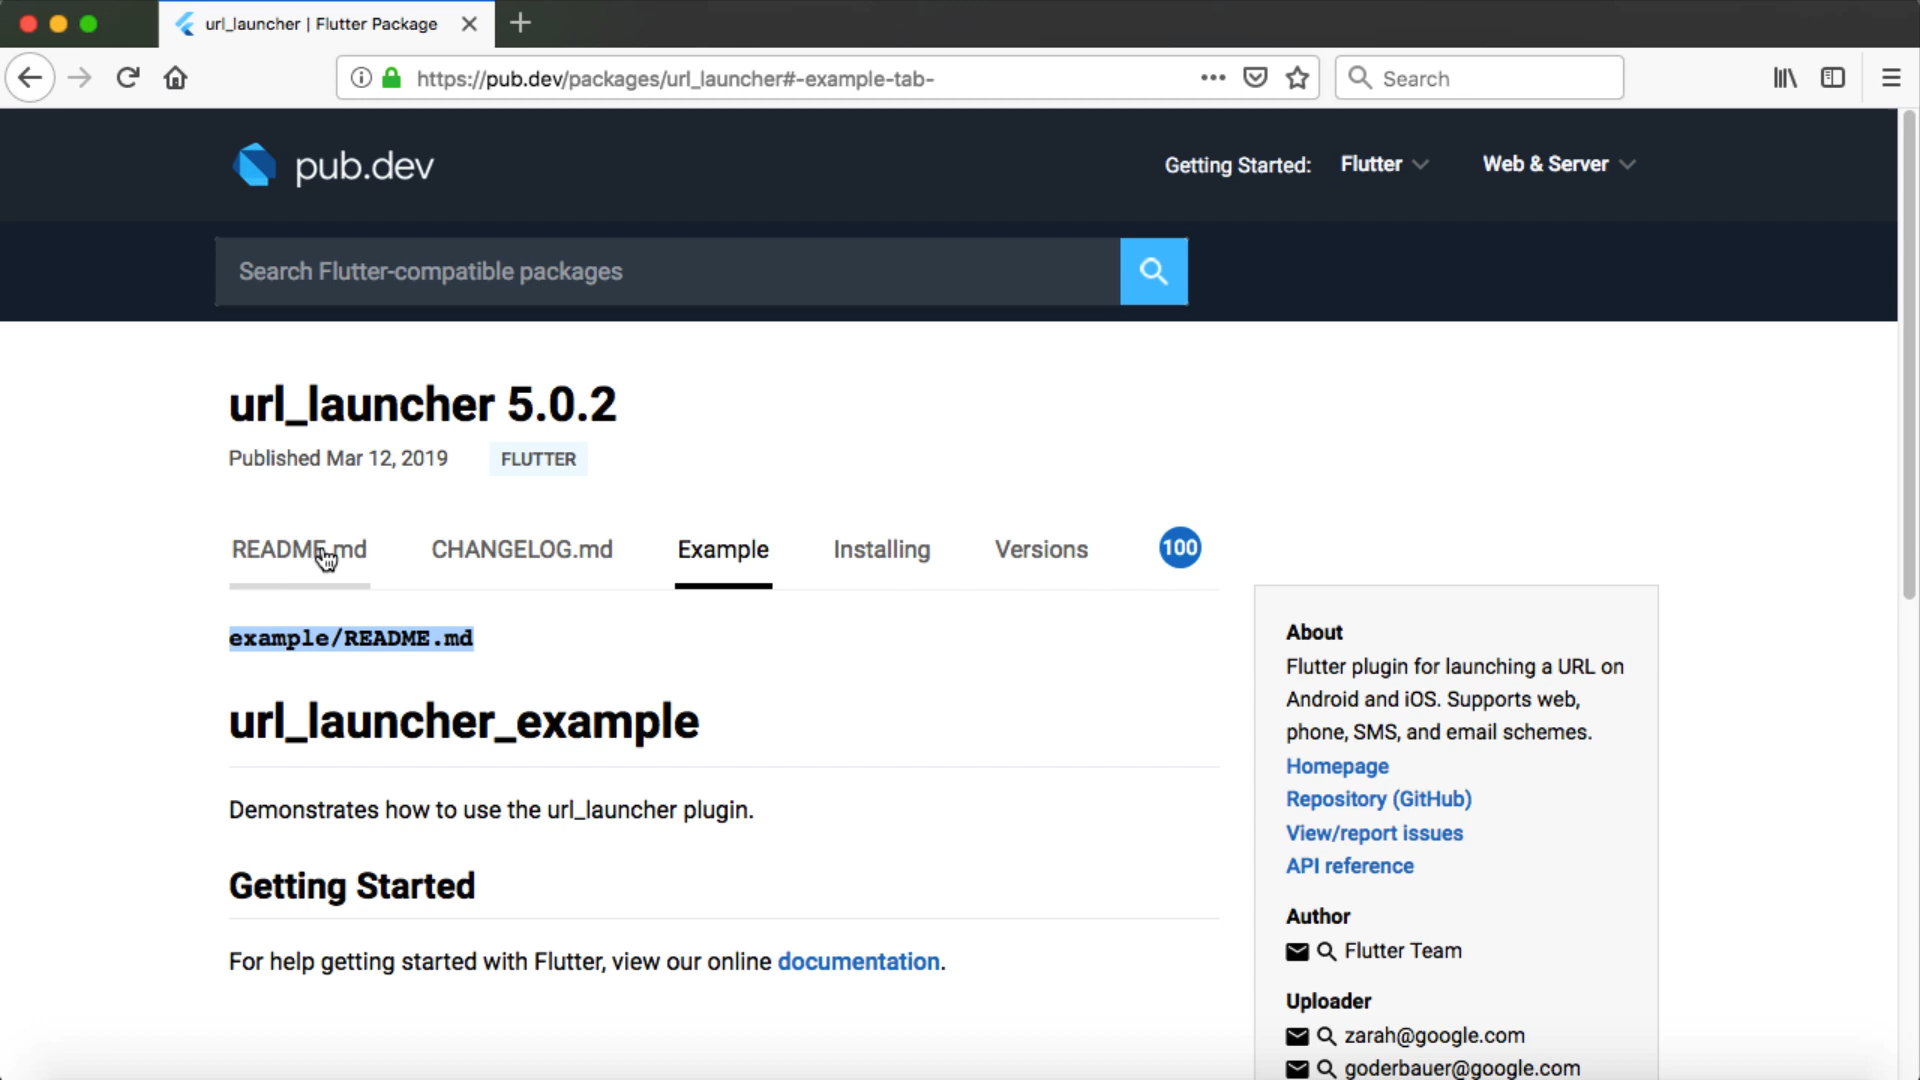 url_launcher | Flutter Package
https://pub.dev/packages/url_launcher#-example-tab-
Search
pub.dev
Getting Started:
Flutter
Web & Server
Search Flutter-compatible packages
url_launcher 5.0.2
Published Mar 12, 2019
FLUTTER
README.md
CHANGELOG.md
Example
Installing
Versions
100
example/README.md
url_launcher_example
Demonstrates how to use the url_launcher plugin.
Getting Started
For help getting started with Flutter, view our online documentation.
About
Flutter plugin for launching a URL on
Android and iOS. Supports web,
phone, SMS, and email schemes.
Homepage
Repository (GitHub)
View/report issues
API reference
Author
Flutter Team
Uploader
zarah@google.com
goderbauer@google.com